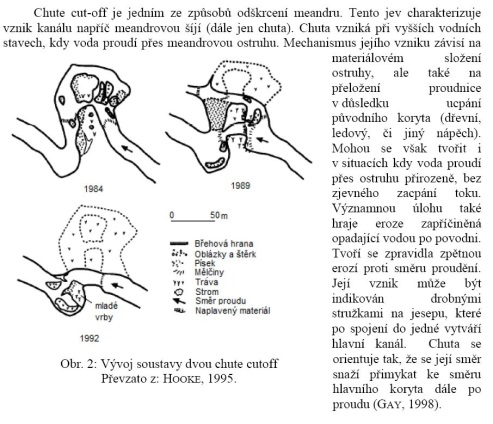 Chute cut-off je jedním ze způsobů odškrcení meandru. Tento jev charakterizuje
vznik kanálu napříč meandrovou šíjí (dále jen chuta). Chuta vzniká při vyšších vodních
stavech, kdy voda proudí přes meandrovou ostruhu. Mechanismus jejího vzniku závisí na
materiálovém složení
ostruhy, ale také na
přeložení proudnice
v důsledku ucpání
původního koryta (dřevní,
ledový, či jiný nápěch).
Mohou se však tvořit i
v situacích kdy voda proudí
přes ostruhu přirozeně, bez
zjevného zacpání toku.
Významnou úlohu také
hraje eroze zapříčiněná
opadající vodou po povodni.
Tvoří se zpravidla zpětnou
erozí proti směru proudění.
Její vznik může být
indikován drobnými
stružkami na jesepu, které
po spojení do jedné vytváří
hlavní kanál. Chuta se
orientuje tak, že se její směr
snaží přimykat ke směru
hlavního koryta dále po
proudu (GAY, 1998).
1984
1989
0 50 m
Břehová hrana
Oblázky a štěrk
Písek
Mělčiny
Tráva
Strom
Směr proudu
Naplavený materiál
mladé
vrby
1992
Obr. 2: Vývoj soustavy dvou chute cutoff
Převzato z: HOOKE, 1995.